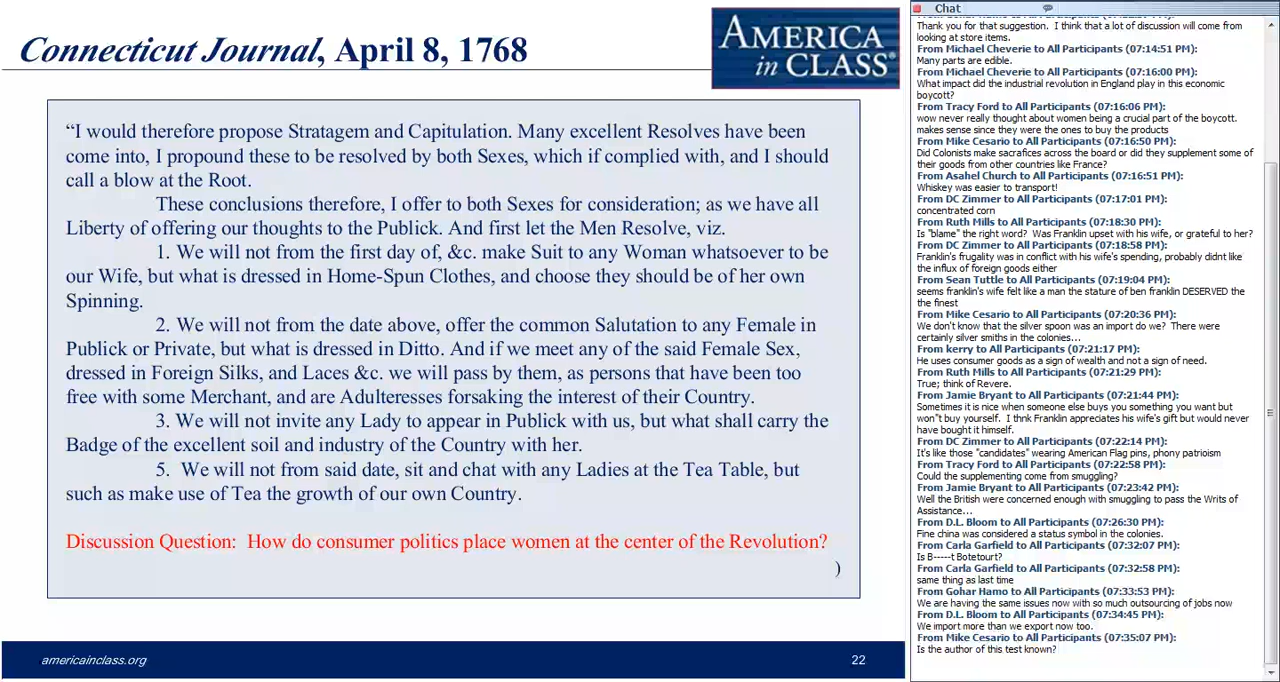 Connecticut Journal, April 8, 1768
AMERICA
in CLASS®
“I would therefore propose Stratagem and Capitulation. Many excellent Resolves have been
come into, I propound these to be resolved by both Sexes, which if complied with, and I should
call a blow at the Root.
These conclusions therefore, I offer to both Sexes for consideration; as we have all
Liberty of offering our thoughts to the Publick. And first let the Men Resolve, viz.
1. We will not from the first day of, &c. make Suit to any Woman whatsoever to be
our Wife, but what is dressed in Home-Spun Clothes, and choose they should be of her own
Spinning.
2. We will not from the date above, offer the common Salutation to any Female in
Publick or Private, but what is dressed in Ditto. And if we meet any of the said Female Sex,
dressed in Foreign Silks, and Laces &c. we will pass by them, as persons that have been too
free with some Merchant, and are Adulteresses forsaking the interest of their Country.
3. We will not invite any Lady to appear in Publick with us, but what shall carry the
Badge of the excellent soil and industry of the Country with her.
5. We will not from said date, sit and chat with any Ladies at the Tea Table, but
such as make use of Tea the growth of our own Country.
Discussion Question: How do consumer politics place women at the center of the Revolution?
)
americainclass.org
22
Chat
Thank you for that suggestion. I think that a lot of discussion will come from
looking at store items.
From Michael Cheverie to All Participants (07:14:51 PM):
Many parts are edible.
From Michael Cheverie to All Participants (07:16:00 PM):
What impact did the industrial revolution in England play in this economic
boycott?
From Tracy Ford to All Participants (07:16:06 PM):
wow never really thought about women being a crucial part of the boycott.
makes sense since they were the ones to buy the products
From Mike Cesario to All Participants (07:16:50 PM):
Did Colonists make sacrafices across the board or did they supplement some of
their goods from other countries like France?
From Asahel Church to All Participants (07:16:51 PM):
Whiskey was easier to transport!
From DC Zimmer to All Participants (07:17:01 PM):
concentrated corn
From Ruth Mills to All Participants (07:18:30 PM):
Is "blame" the right word? Was Franklin upset with his wife, or grateful to her?
From DC Zimmer to All Participants (07:18:58 PM):
Franklin's frugality was in conflict with his wife's spending, probably didnt like
the influx of foreign goods either
From Sean Tuttle to All Participants (07:19:04 PM):
seems franklin's wife felt like a man the stature of ben franklin DESERVED the
the finest
From Mike Cesario to All Participants (07:20:36 PM):
We don't know that the silver spoon was an import do we? There were
certainly silver smiths in the colonies...
From kerry to All Participants (07:21:17 PM):
He uses consumer goods as a sign of wealth and not a sign of need.
From Ruth Mills to All Participants (07:21:29 PM):
True; think of Revere.
From Jamie Bryant to All Participants (07:21:44 PM):
Sometimes it is nice when someone else buys you something you want but
won"t buy yourself. I thnk Franklin appreciates his wife's gift but would never
have bought it himself.
From DC Zimmer to All Participants (07:22:14 PM):
It's like those "candidates" wearing American Flag pins, phony patrioism
From Tracy Ford to All Participants (07:22:58 PM):
Could the supplementing come from smuggling?
From Jamie Bryant to All Participants (07:23:42 PM):
Well the British were concerned enough with smuggling to pass the Writs of
Assistance...
From D.L. Bloom to All Participants (07:26:30 PM):
Fine china was considered a status symbol in the colonies.
From Carla Garfield to All Participants (07:32:07 PM):
Is B-----t Botetourt?
From Carla Garfield to All Participants (07:32:58 PM):
same thing as last time
From Gohar Hamo to All Participants (07:33:53 PM):
We are having the same issues now with so much outsourcing of jobs now
From D.L. Bloom to All Participants (07:34:45 PM):
We import more than we export now too.
From Mike Cesario to All Participants (07:35:07 PM):
Is the author of this test known?